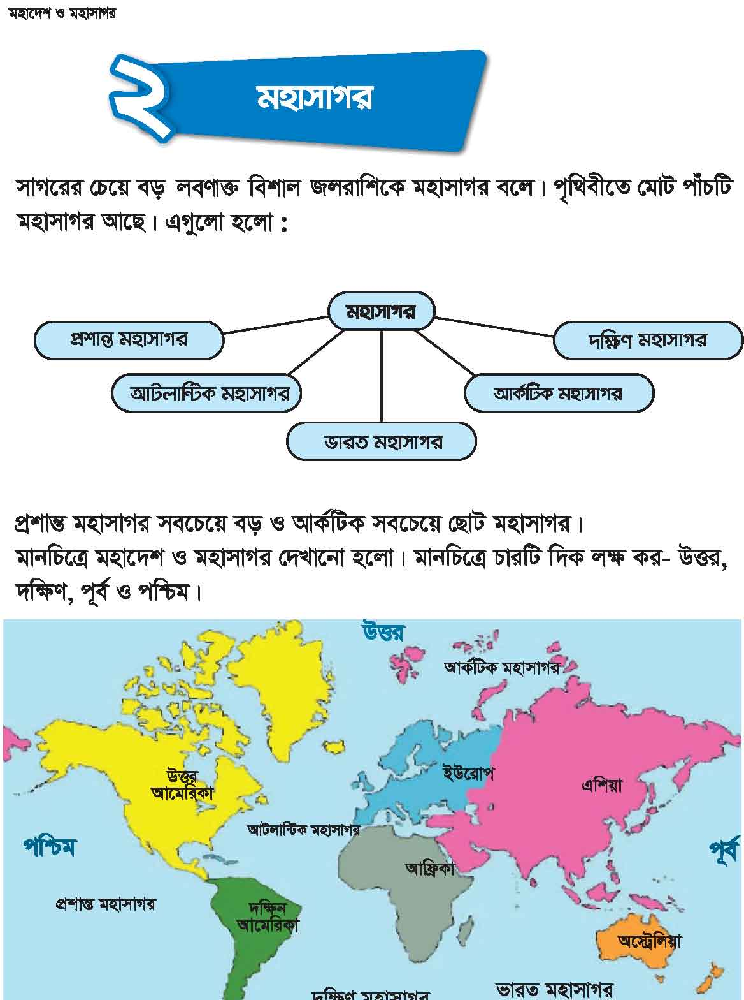 মহাদেশ ও মহাসাগর
২
মহাসাগর
সাগরের চেয়ে বড় লবণাক্ত বিশাল জলরাশিকে মহাসাগর বলে। পৃথিবীতে মোট পাঁচটি
মহাসাগর আছে। এগুলো হলো :
মহাসাগর
প্রশান্ত মহাসাগর
দক্ষিণ মহাসাগর
আটলান্টিক মহাসাগর
আর্কটিক মহাসাগর
ভারত মহাসাগর
প্রশান্ত মহাসাগর সবচেয়ে বড় ও আর্কটিক সবচেয়ে ছোট মহাসাগর।
মানচিত্রে মহাদেশ ও মহাসাগর দেখানো হলো। মানচিত্রে চারটি দিক লক্ষ কর- উত্তর,
দক্ষিণ, পূর্ব ও পশ্চিম।
উত্তর
আর্কটিক মহাসাগর
উত্তর
আমেরিকা
ইউরোপ
এশিয়া
আটলান্টিক মহাসাগর
পশ্চিম
পূর্ব
আফ্রিকা
প্রশান্ত মহাসাগর
দক্ষিন
আমেরিকা
অস্ট্রেলিয়া
ভারত মহাসাগর
দক্ষিণ মহাসাগর